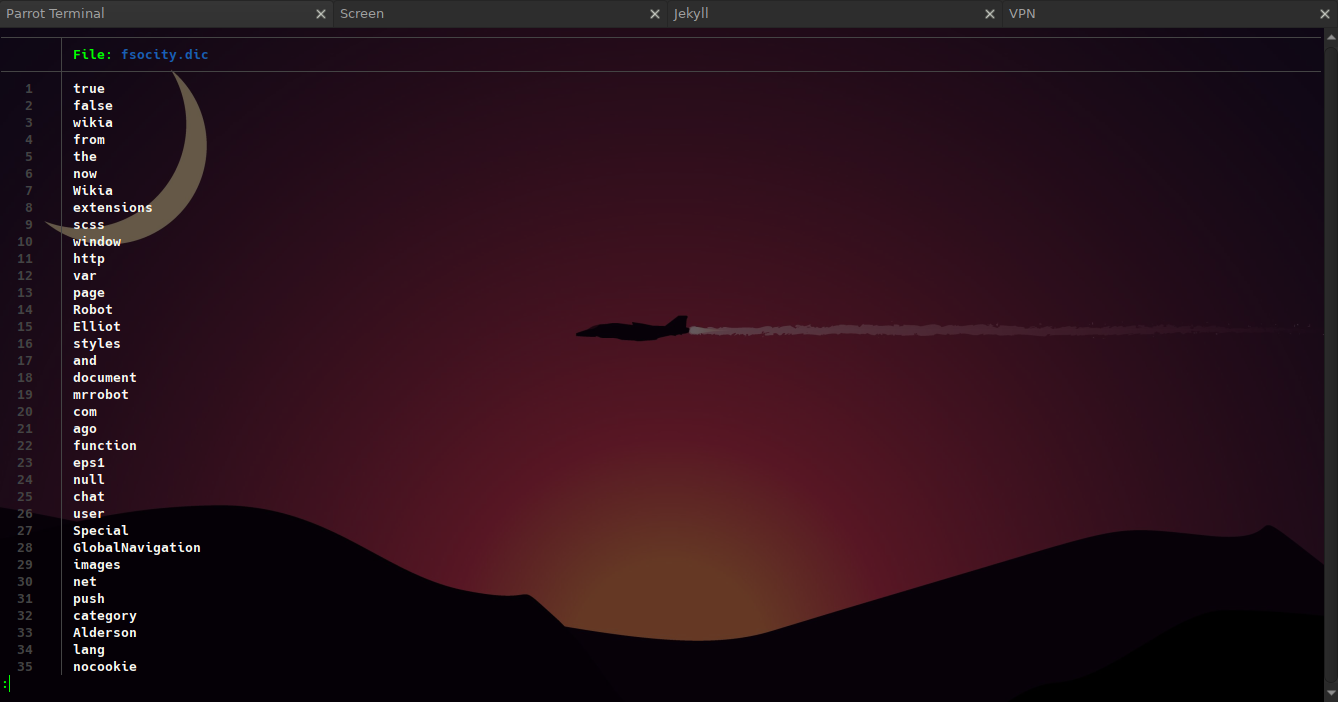 Parrot Terminal × Screen × Jekyll × VPN ×
File: fsocity.dic
1 true
2 false
3 wikia
4 from
5 the
6 now
7 Wikia
8 extensions
9 scss
10 window
11 http
12 var
13 page
14 Robot
15 Elliot
16 styles
17 and
18 document
19 mrrobot
20 com
21 ago
22 function
23 eps1
24 null
25 chat
26 user
27 Special
28 GlobalNavigation
29 images
30 net
31 push
32 category
33 Alderson
34 lang
35 nocookie
: